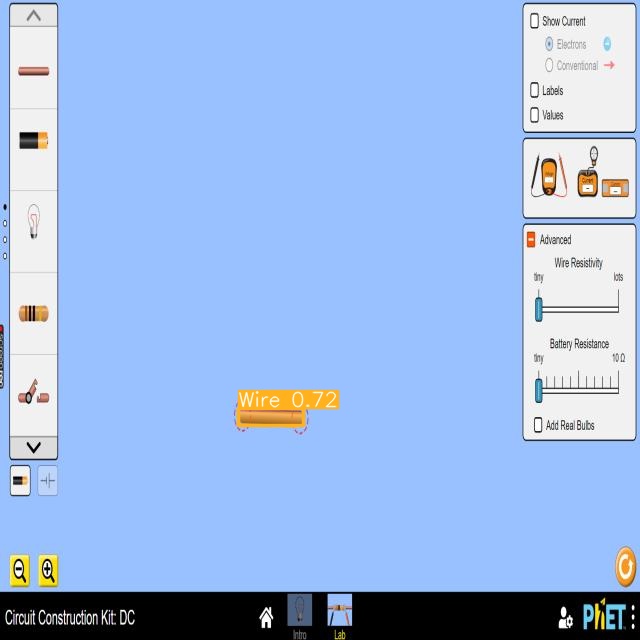 Show Current
Electrons
Conventional
Labels
Values
Current
Advanced
Wire Resistivity
tiny lots
Battery Resistance
tiny 10 Ω
Add Real Bulbs
Wire 0.72
Circuit Construction Kit: DC
Intro
Lab
PhET